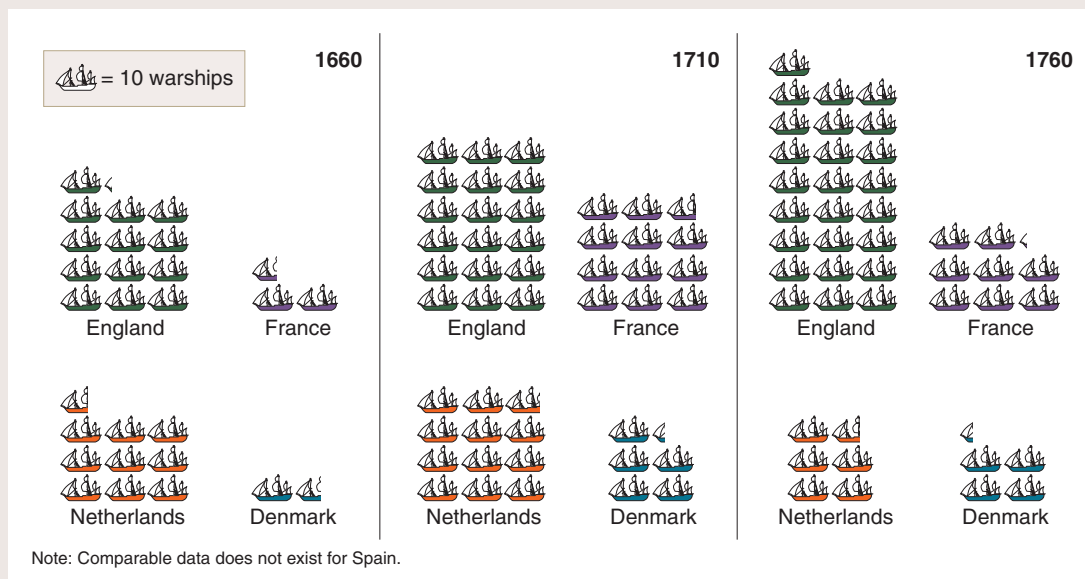 = 10 warships
1660
England
France
Netherlands
Denmark
1710
England
France
Netherlands
Denmark
1760
England
France
Netherlands
Denmark
Note: Comparable data does not exist for Spain.